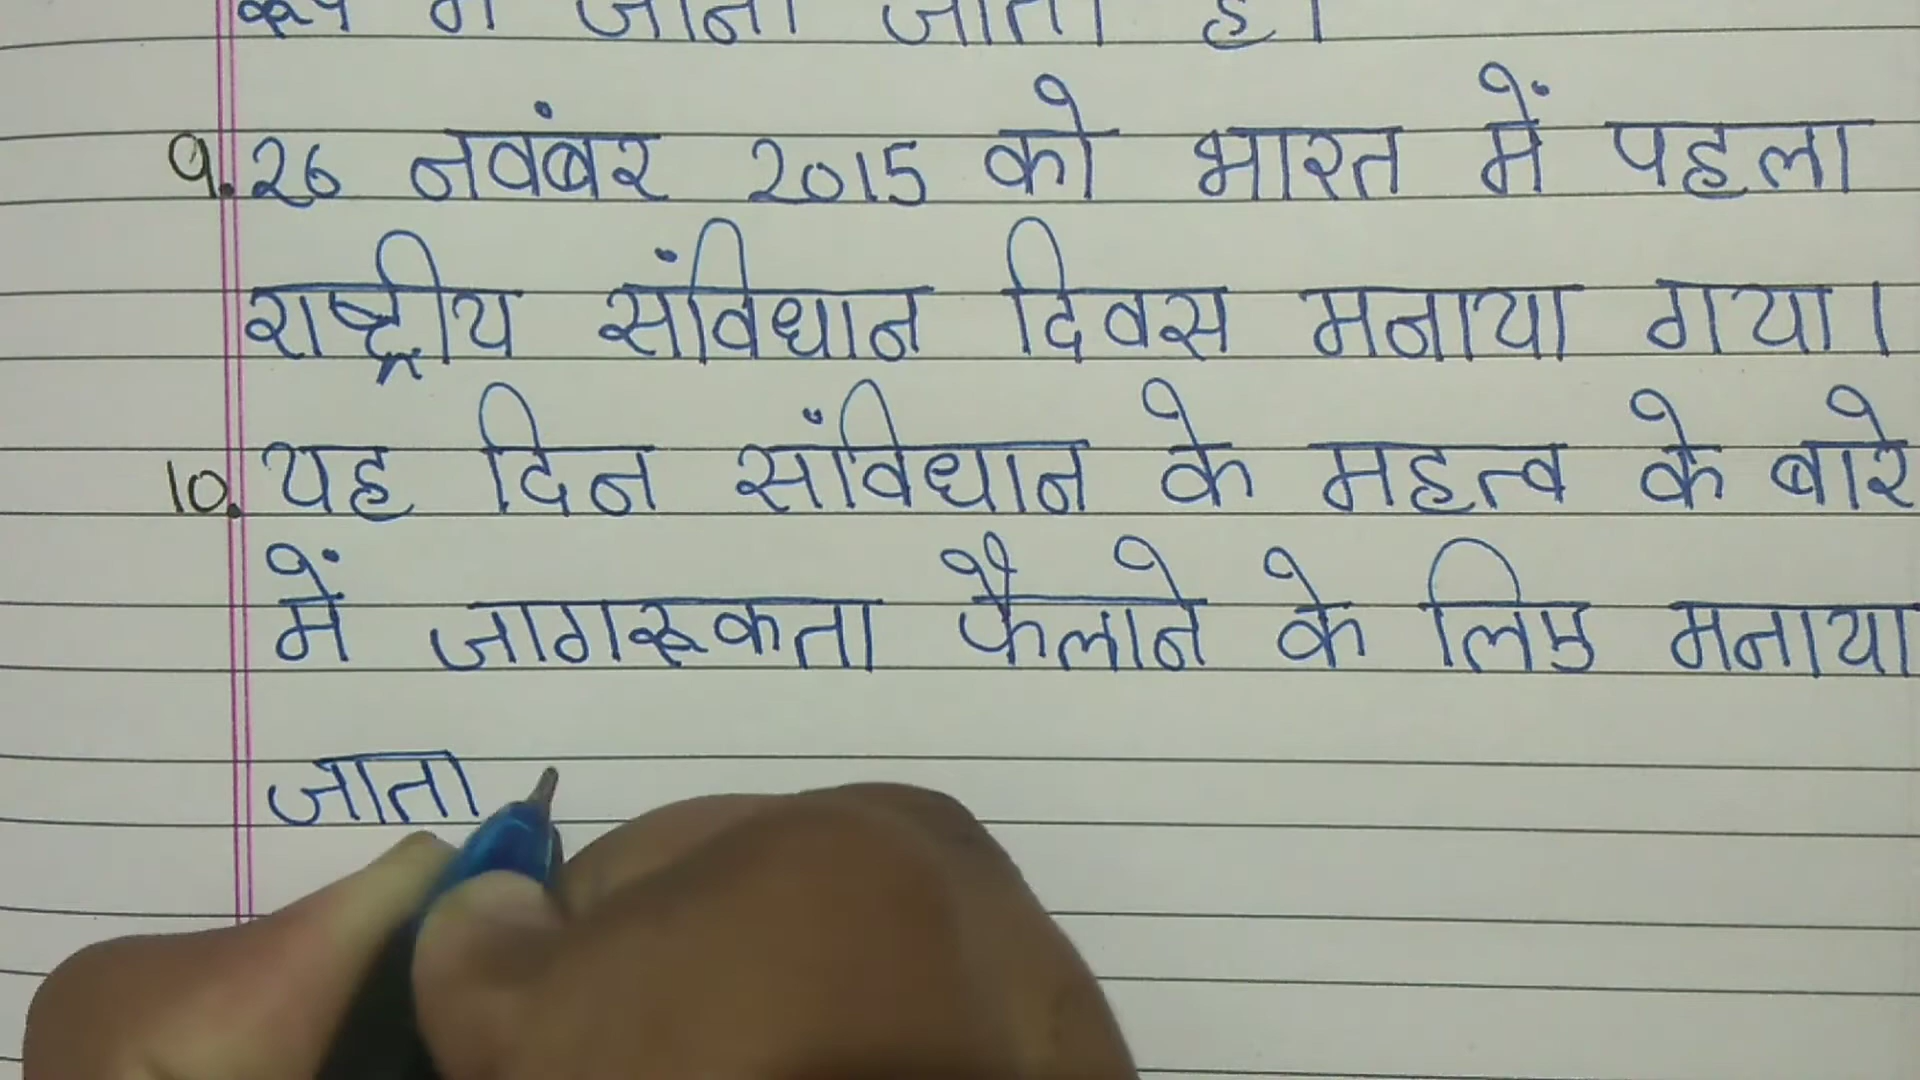 रूप में जाना जाता है।
9. 26 नवंबर 2015 को भारत में पहला
राष्ट्रीय संविधान दिवस मनाया गया।
10. यह दिन संविधान के महत्व के बारे
में जागरूकता फैलाने के लिए मनाया
जाता